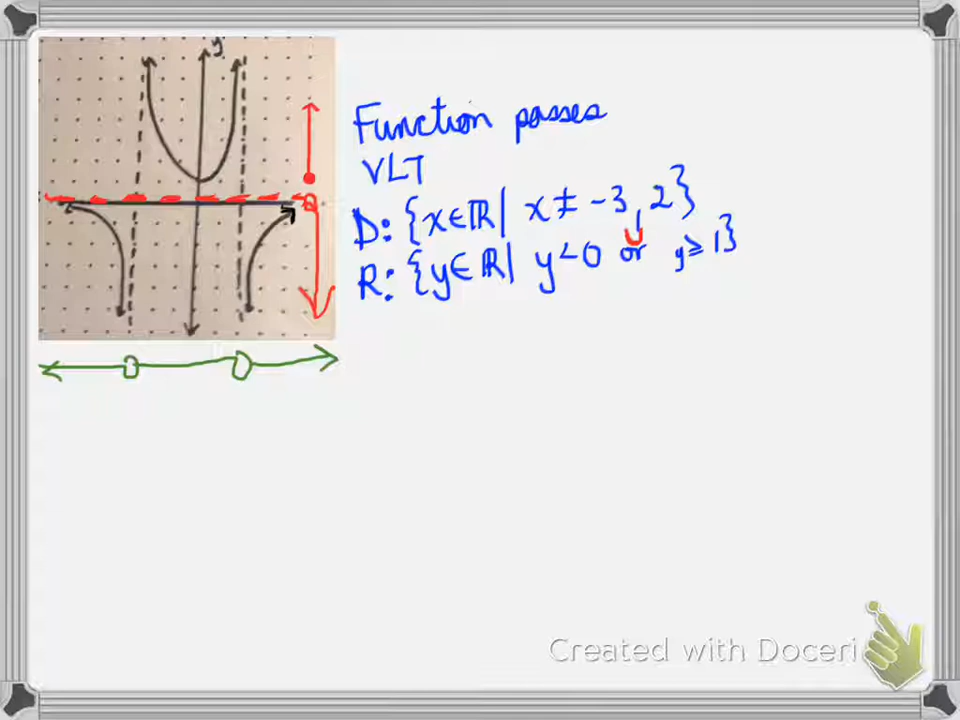 y
Function passes
VLT
D: {x∈ℝ| x≠ -3, 2}
R: {y∈ℝ| y<0 or y≥1}
Created with Doceri